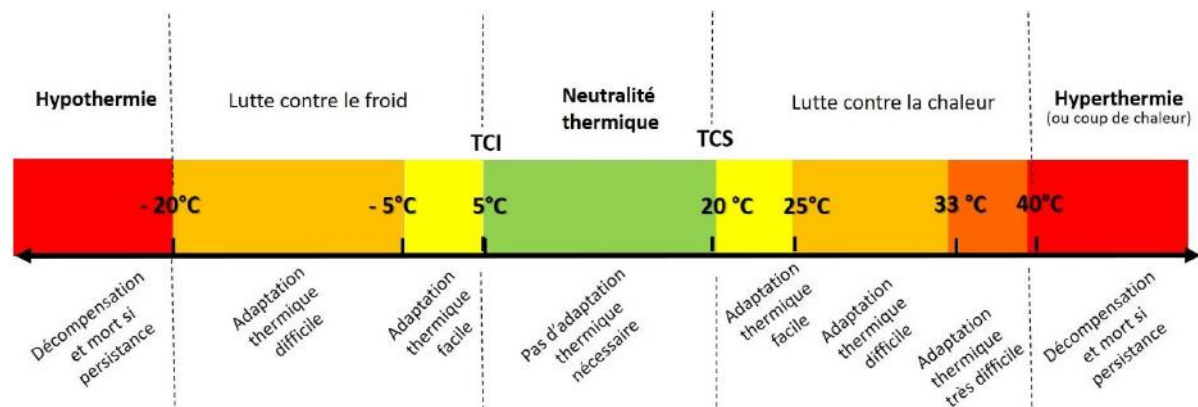 Hypothermie
Lutte contre le froid
Neutralité
thermique
Lutte contre la chaleur
Hyperthermie
(ou coup de chaleur)
TCI
TCS
- 20°C
- 5°C
5°C
20 °C
25°C
33 °C
40°C
Décompensation
et mort si
persistance
Adaptation
thermique
difficile
Adaptation
thermique
facile
Pas d'adaptation
thermique
nécessaire
Adaptation
thermique
facile
Adaptation
thermique
difficile
Adaptation
thermique
très difficile
Décompensation
et mort si
persistance